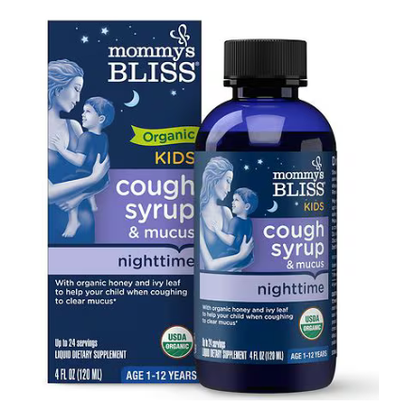 mommy's
BLISS®
Organic
KIDS
cough
syrup
& mucus
nighttime
With organic honey and ivy leaf
to help your child when coughing
to clear mucus*
USDA
ORGANIC
Up to 24 servings
LIQUID DIETARY SUPPLEMENT
4 FL OZ (120 ML)
AGE 1-12 YEARS
mommy's
BLISS®
KIDS
cough
syrup
& mucus
nighttime
With organic honey and ivy leaf
to help your child when coughing to
clear mucus*
USDA
ORGANIC
Up to 24 servings
LIQUID DIETARY SUPPLEMENT 4 FL OZ (120 ML)
AGE 1-12 YEARS